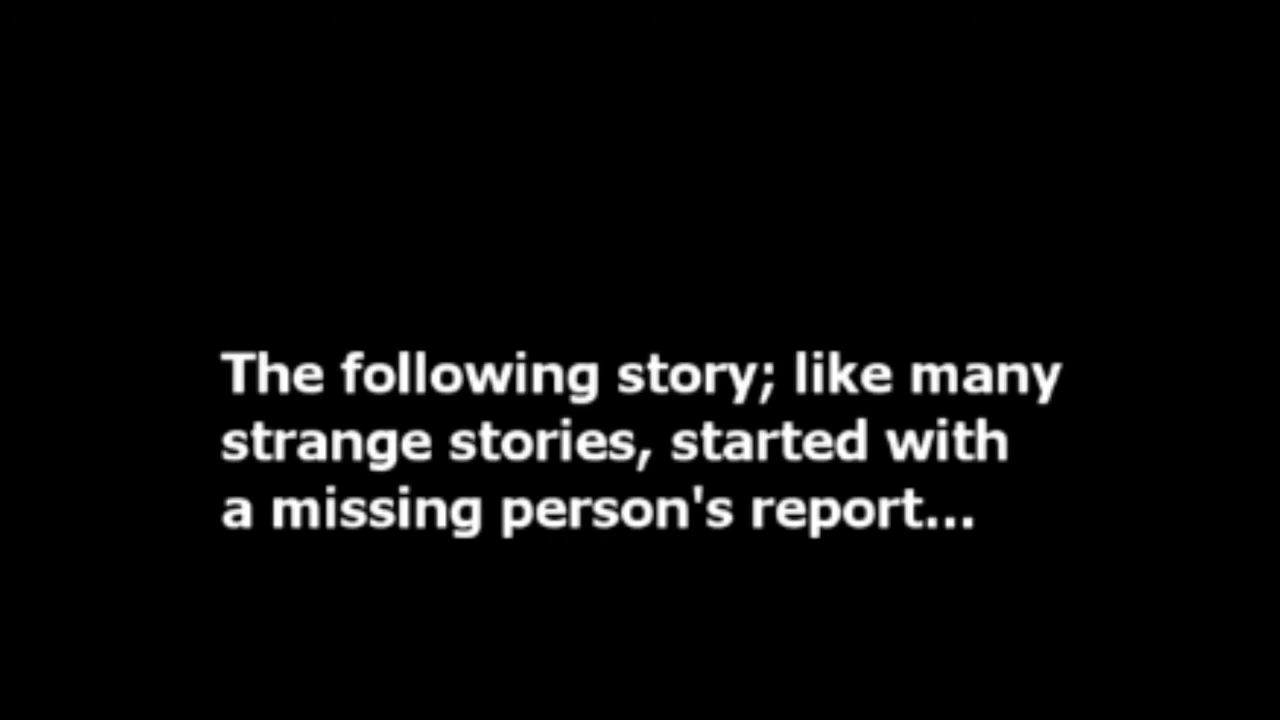 The following story; like many
strange stories, started with
a missing person's report...